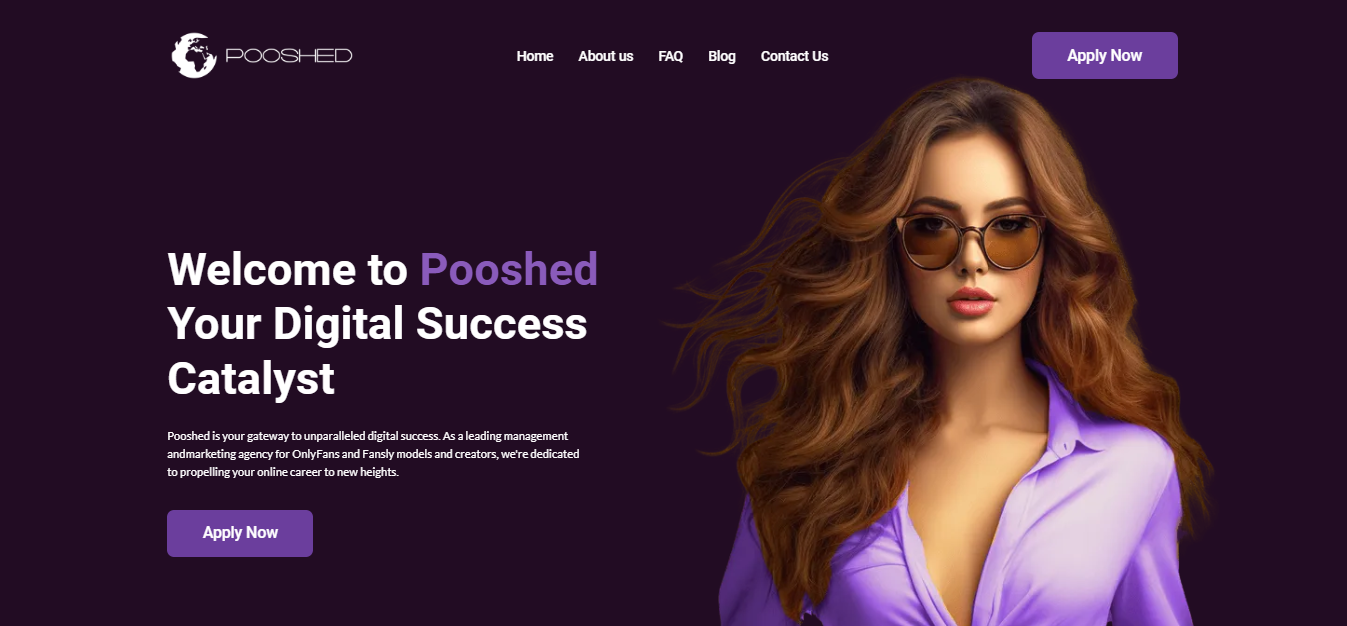 POOSHED
Home About us FAQ Blog Contact Us
Apply Now
Welcome to Pooshed
Your Digital Success
Catalyst
Pooshed is your gateway to unparalleled digital success. As a leading management
andmarketing agency for OnlyFans and Fansly models and creators, we're dedicated
to propelling your online career to new heights.
Apply Now